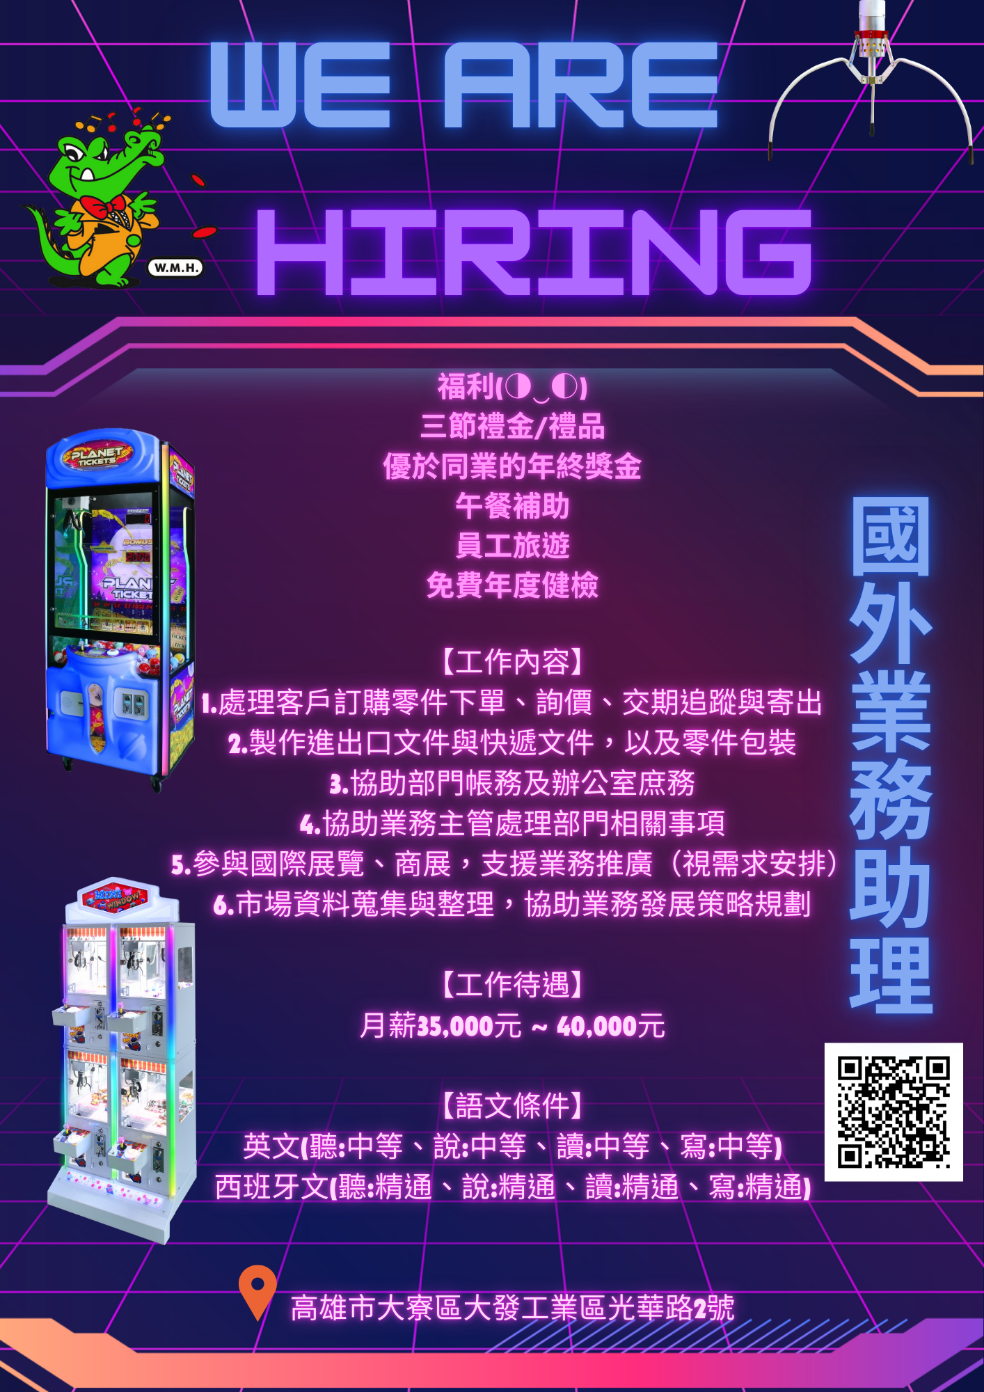 WE ARE
HIRING
W.M.H.
福利(◑‿◐)
三節禮金/禮品
優於同業的年終獎金
午餐補助
員工旅遊
免費年度健檢
【工作內容】
1.處理客戶訂購零件下單、詢價、交期追蹤與寄出
2.製作進出口文件與快遞文件，以及零件包裝
3.協助部門帳務及辦公室庶務
4.協助業務主管處理部門相關事項
5.參與國際展覽、商展，支援業務推廣（視需求安排）
6.市場資料蒐集與整理，協助業務發展策略規劃
【工作待遇】
月薪35,000元 ~ 40,000元
【語文條件】
英文(聽:中等、說:中等、讀:中等、寫:中等)
西班牙文(聽:精通、說:精通、讀:精通、寫:精通)
國外業務助理
高雄市大寮區大發工業區光華路2號
PLANET
TICKETS
PLANET
TICKET
WINDOW